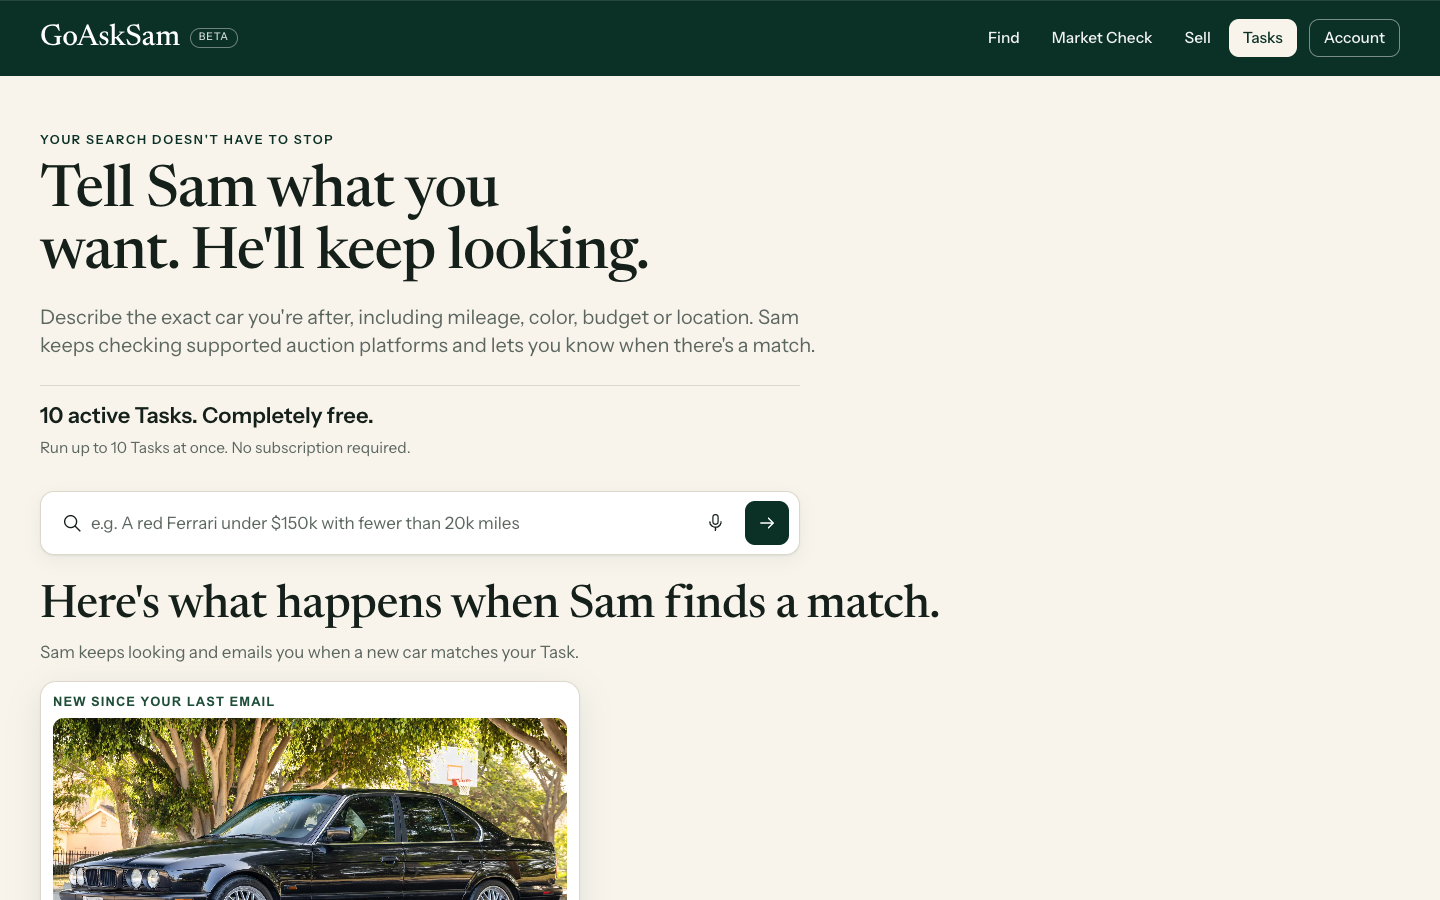 GoAskSam BETA
Find Market Check Sell Tasks Account
YOUR SEARCH DOESN'T HAVE TO STOP
Tell Sam what you
want. He'll keep looking.
Describe the exact car you're after, including mileage, color, budget or location. Sam
keeps checking supported auction platforms and lets you know when there's a match.
10 active Tasks. Completely free.
Run up to 10 Tasks at once. No subscription required.
e.g. A red Ferrari under $150k with fewer than 20k miles
Here's what happens when Sam finds a match.
Sam keeps looking and emails you when a new car matches your Task.
NEW SINCE YOUR LAST EMAIL